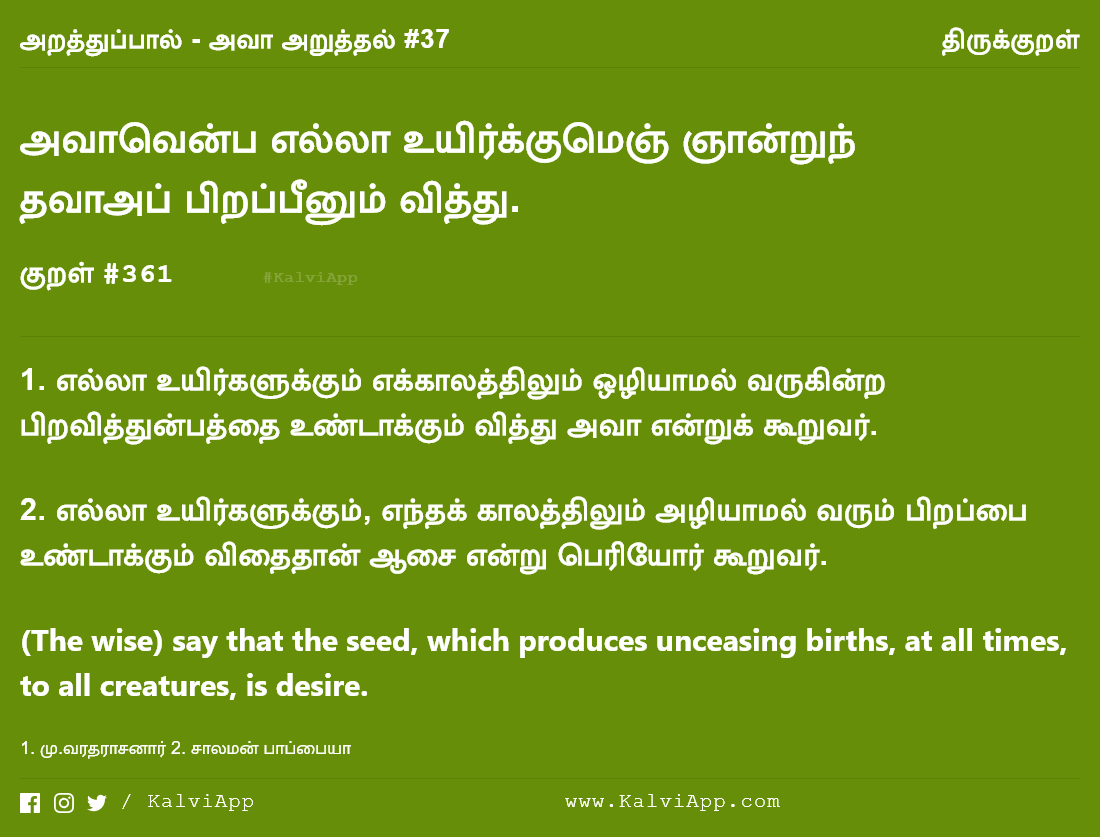 அறத்துப்பால் - அவா அறுத்தல் #37
திருக்குறள்
அவாவென்ப எல்லா உயிர்க்குமெஞ் ஞான்றுந்
தவாஅப் பிறப்பீனும் வித்து.
குறள் #361
#KalviApp
1. எல்லா உயிர்களுக்கும் எக்காலத்திலும் ஒழியாமல் வருகின்ற
பிறவித்துன்பத்தை உண்டாக்கும் வித்து அவா என்றுக் கூறுவர்.
2. எல்லா உயிர்களுக்கும், எந்தக் காலத்திலும் அழியாமல் வரும் பிறப்பை
உண்டாக்கும் விதைதான் ஆசை என்று பெரியோர் கூறுவர்.
(The wise) say that the seed, which produces unceasing births, at all times,
to all creatures, is desire.
1. மு.வரதராசனார் 2. சாலமன் பாப்பையா
/ KalviApp
www.KalviApp.com